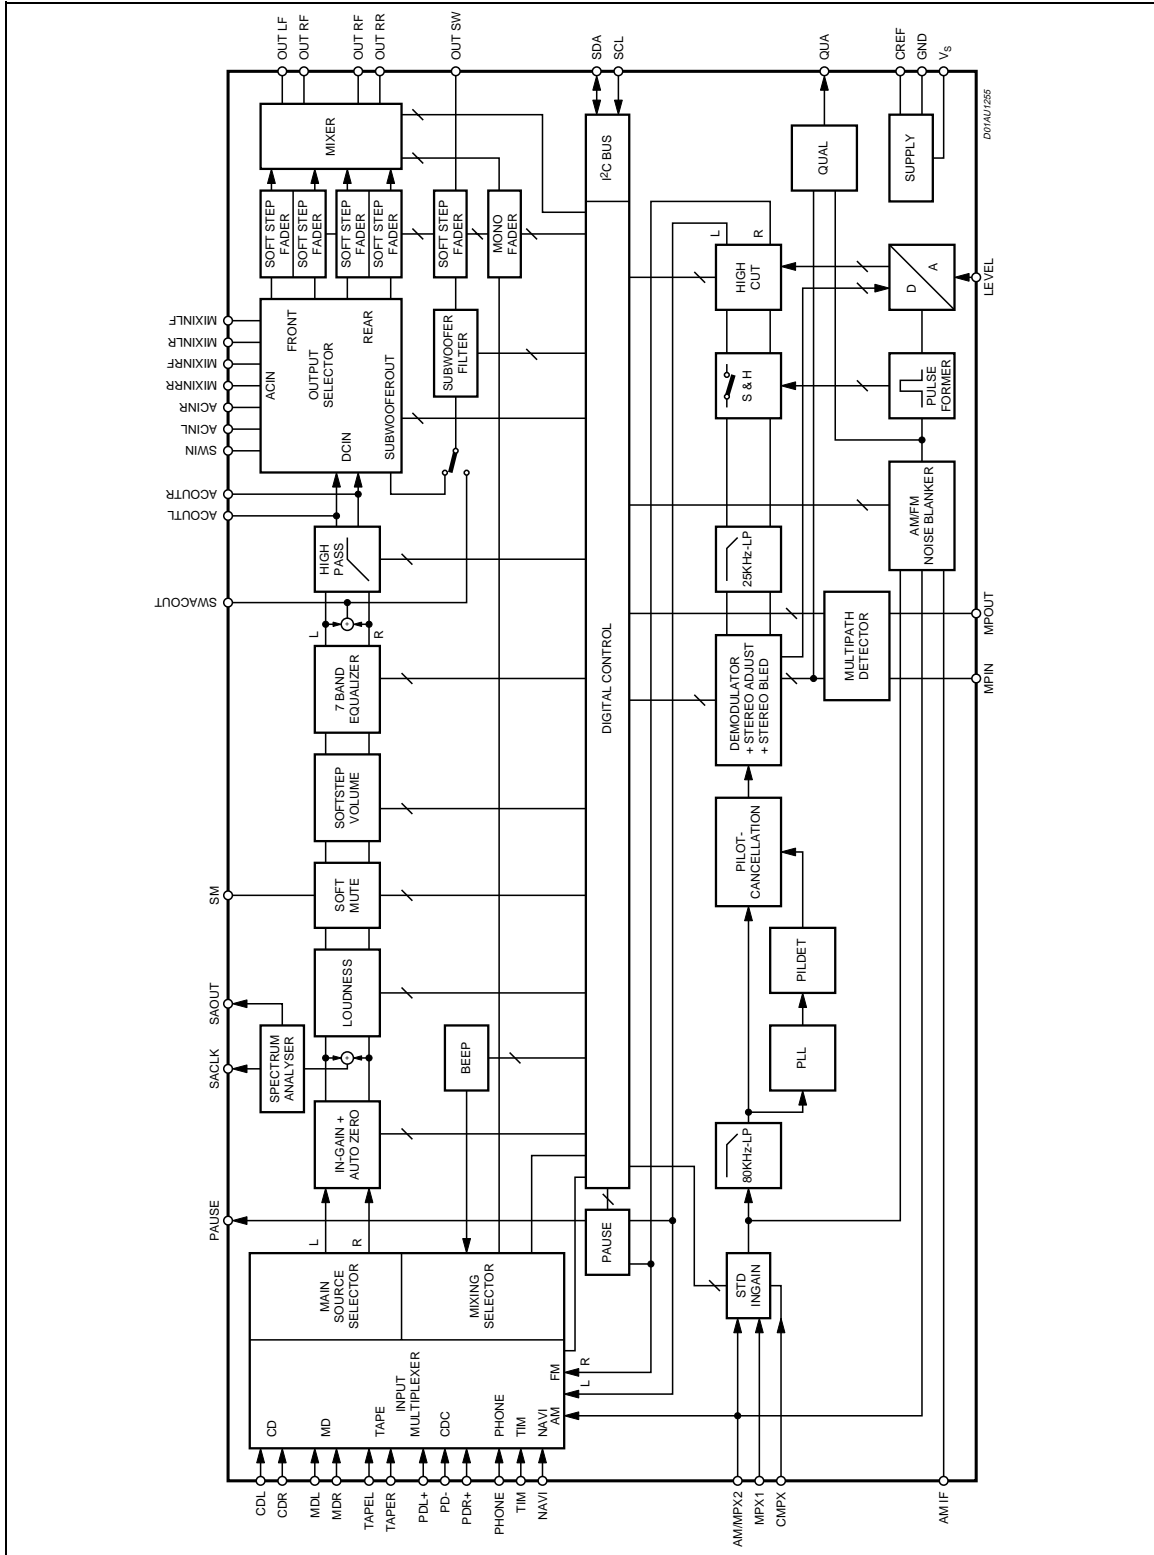 OUT LF
OUT RF
OUT RF
OUT RR
OUT SW
SDA
SCL
QUA
CREF
GND
VS
D01AU1255
MIXER
I²C BUS
QUAL
SUPPLY
SOFT STEP
FADER
SOFT STEP
FADER
SOFT STEP
FADER
SOFT STEP
FADER
SOFT STEP
FADER
MONO
FADER
L
R
HIGH
CUT
D
A
LEVEL
MIXINLF
MIXINLR
MIXINRF
MIXINRR
ACINR
ACINL
SWIN
ACOUTR
ACOUTL
SWACOUT
ACIN
FRONT
OUTPUT
SELECTOR
REAR
DCIN
SUBWOOFEROUT
SUBWOOFER
FILTER
S & H
PULSE
FORMER
HIGH
PASS
25KHz-LP
AM/FM
NOISE BLANKER
L
R
DIGITAL CONTROL
7 BAND
EQUALIZER
DEMODULATOR
+ STEREO ADJUST
+ STEREO BLED
MULTIPATH
DETECTOR
MPOUT
MPIN
SOFTSTEP
VOLUME
PILOT-
CANCELLATION
SM
SOFT
MUTE
SAOUT
SACLK
LOUDNESS
SPECTRUM
ANALYSER
BEEP
PILDET
PLL
IN-GAIN +
AUTO ZERO
80KHz-LP
PAUSE
L
R
PAUSE
MAIN
SOURCE
SELECTOR
MIXING
SELECTOR
STD
INGAIN
CD
MD
TAPE
INPUT
MULTIPLEXER
CDC
PHONE
TIM
NAVI
AM
FM
L
R
CDL
CDR
MDL
MDR
TAPEL
TAPER
PDL+
PD-
PDR+
PHONE
TIM
NAVI
AM/MPX2
MPX1
CMPX
AM IF